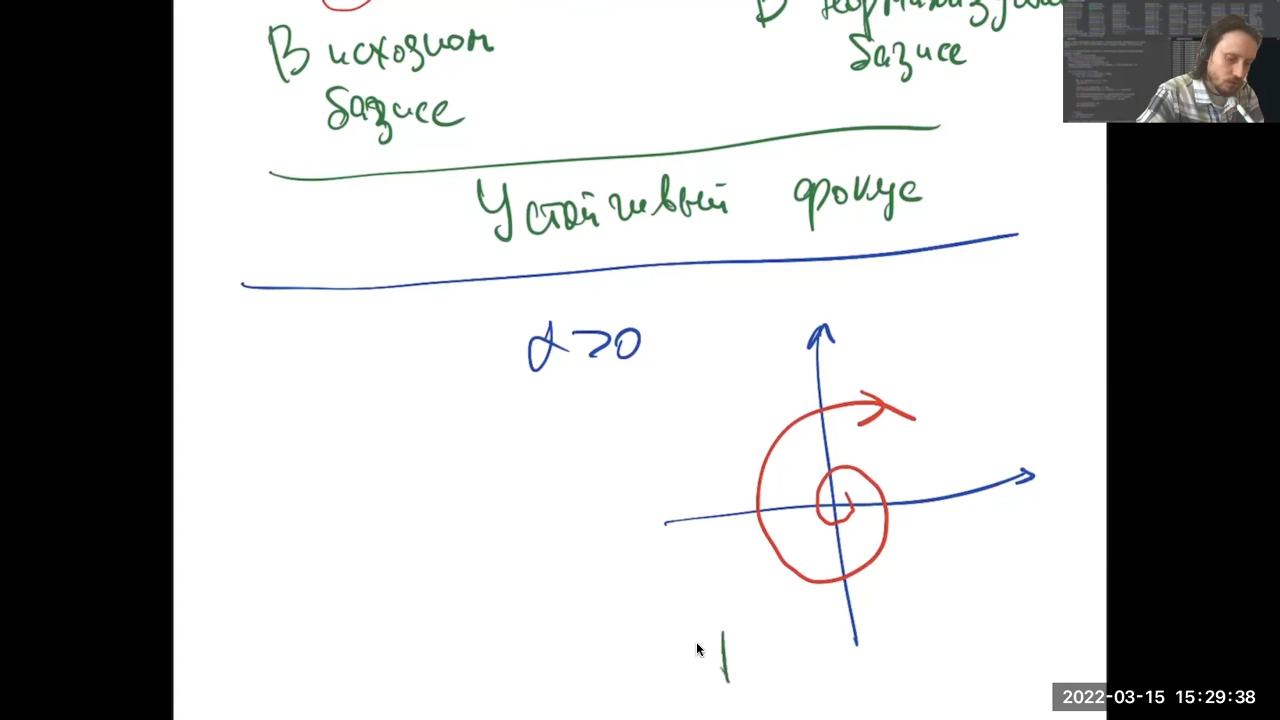 В исходном
базисе
В
базисе
Устойчивый фокус
α > 0
2022-03-15 15:29:38